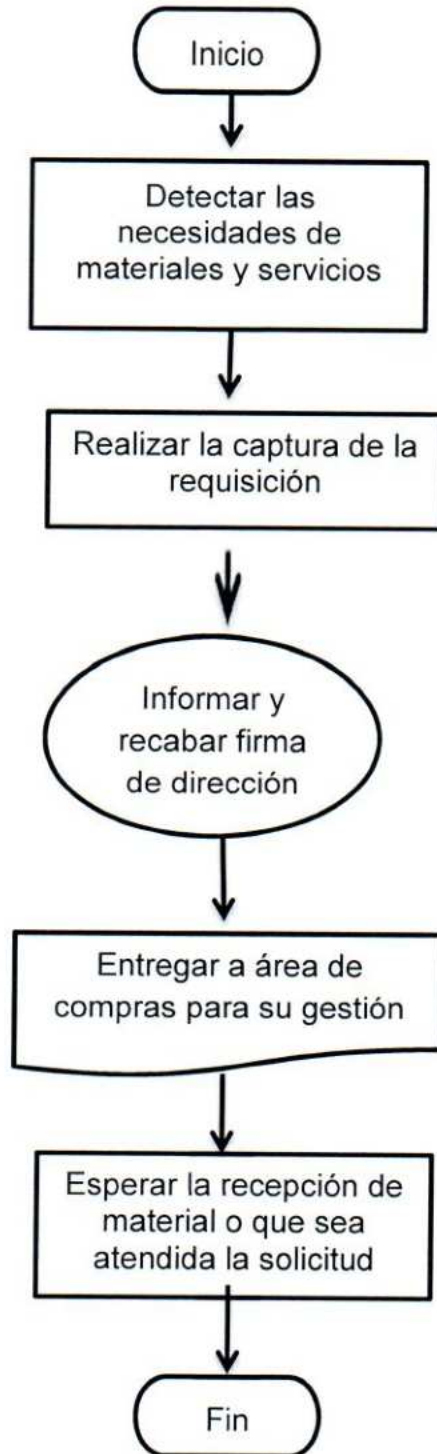 Inicio
Detectar las
necesidades de
materiales y servicios
Realizar la captura de la
requisición
Informar y
recabar firma
de dirección
Entregar a área de
compras para su gestión
Esperar la recepción de
material o que sea
atendida la solicitud
Fin